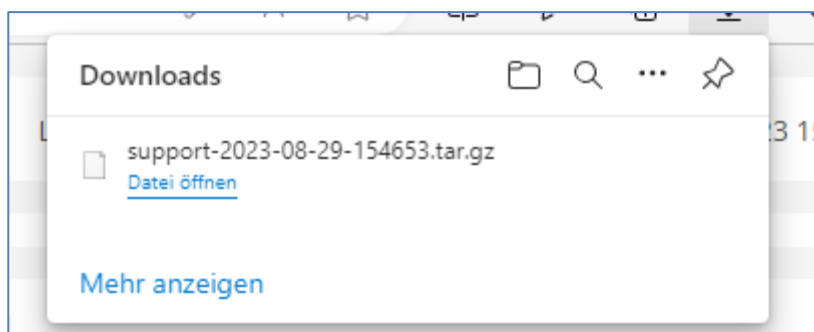 Downloads
support-2023-08-29-154653.tar.gz
Datei öffnen
Mehr anzeigen